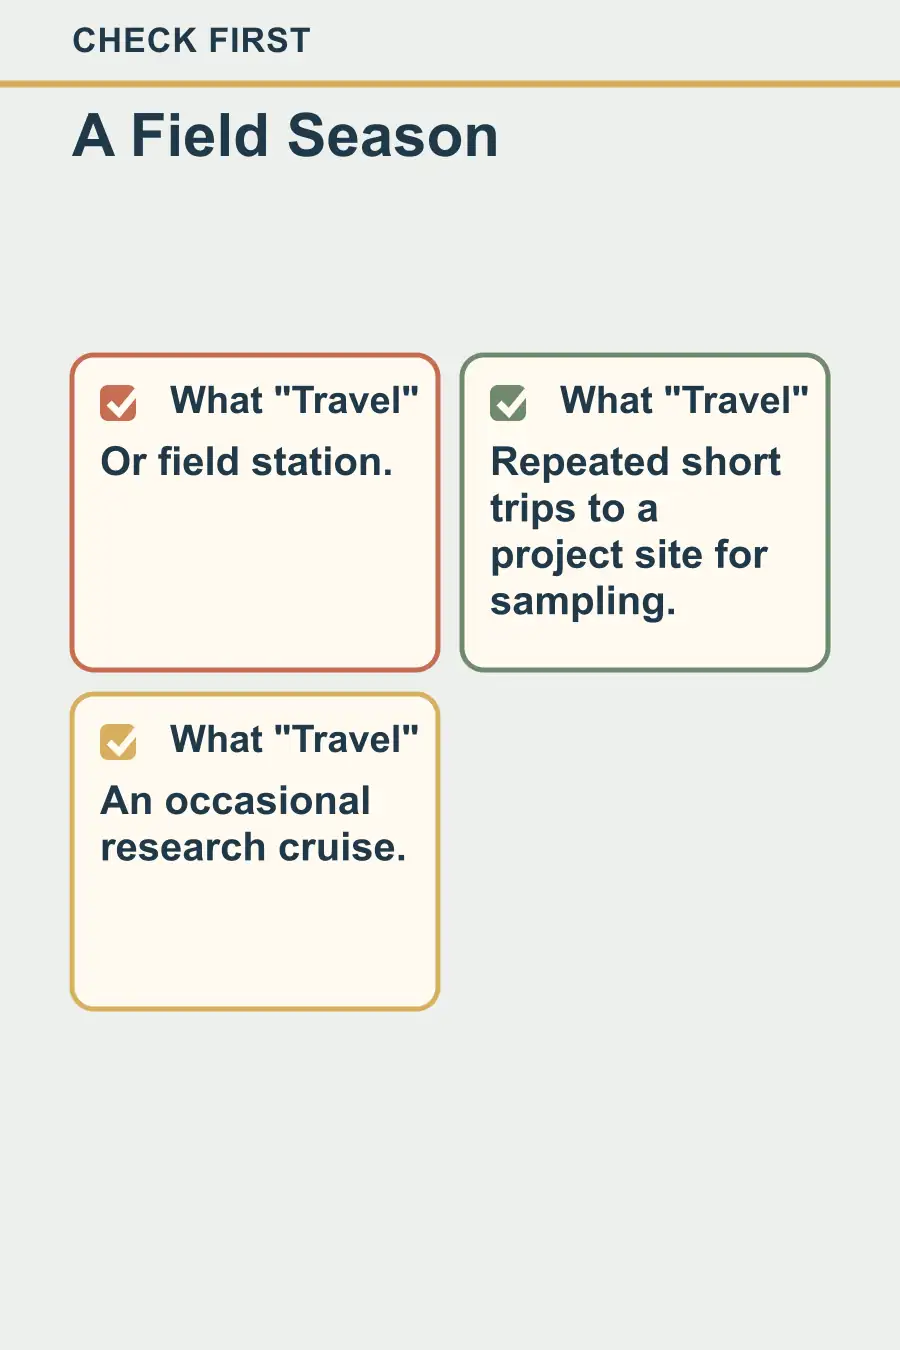 CHECK FIRST
A Field Season
What "Travel"
Or field station.
What "Travel"
Repeated short
trips to a
project site for
sampling.
What "Travel"
An occasional
research cruise.